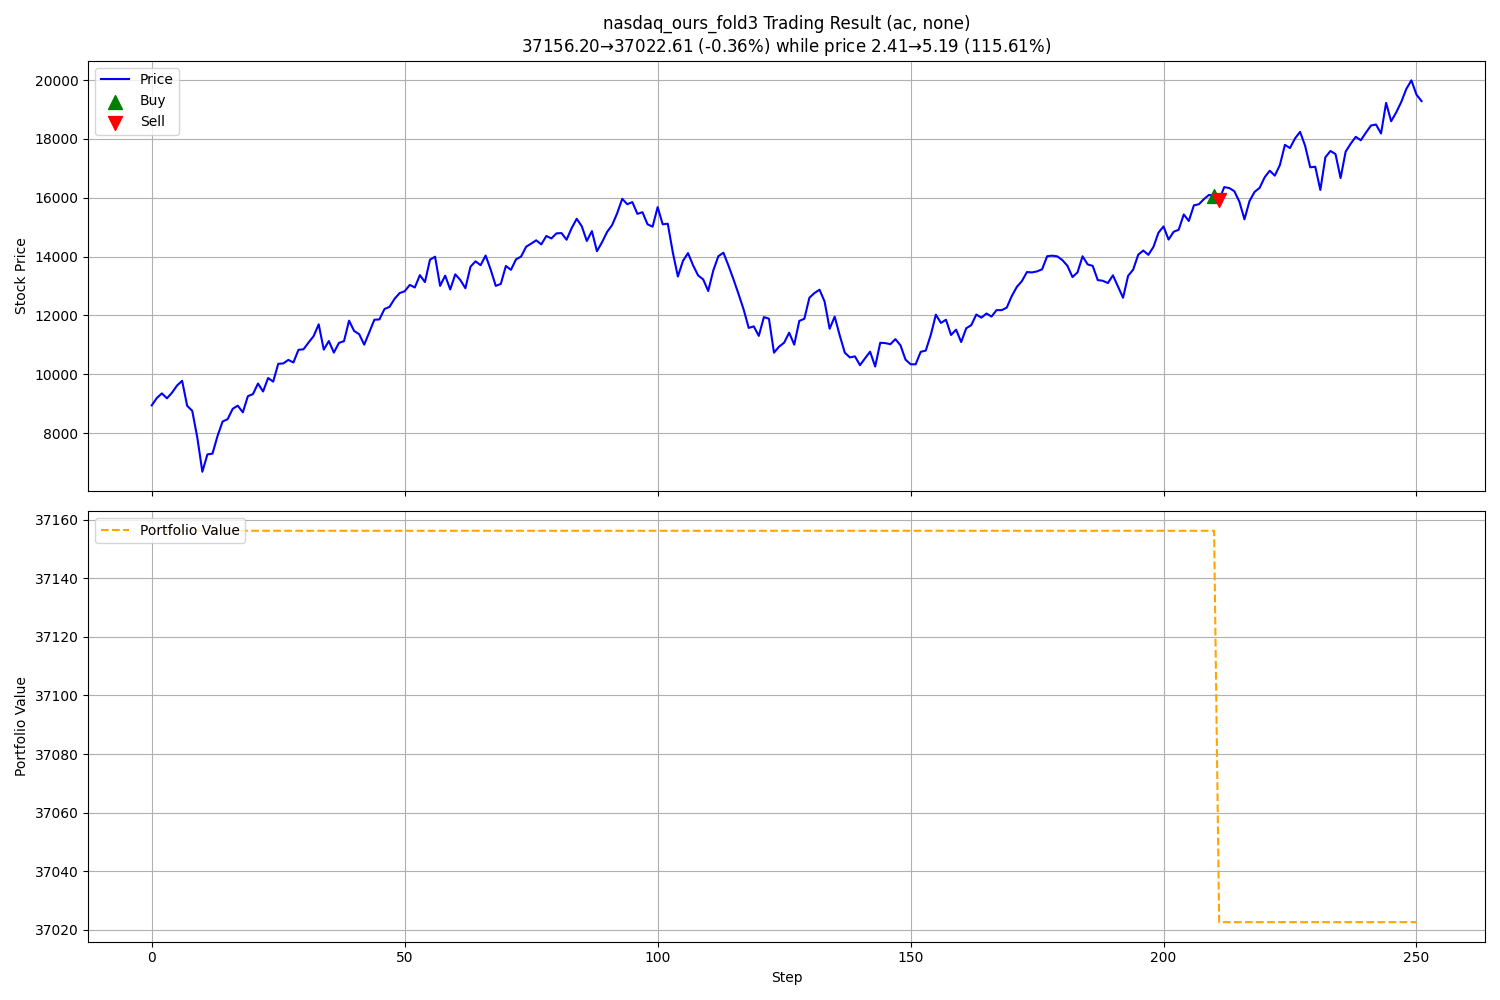 nasdaq_ours_fold3 Trading Result (ac, none)
37156.20→37022.61 (-0.36%) while price 2.41→5.19 (115.61%)
Price
Buy
Sell
Stock Price
20000
18000
16000
14000
12000
10000
8000
Portfolio Value
Portfolio Value
37160
37140
37120
37100
37080
37060
37040
37020
0
50
100
150
200
250
Step